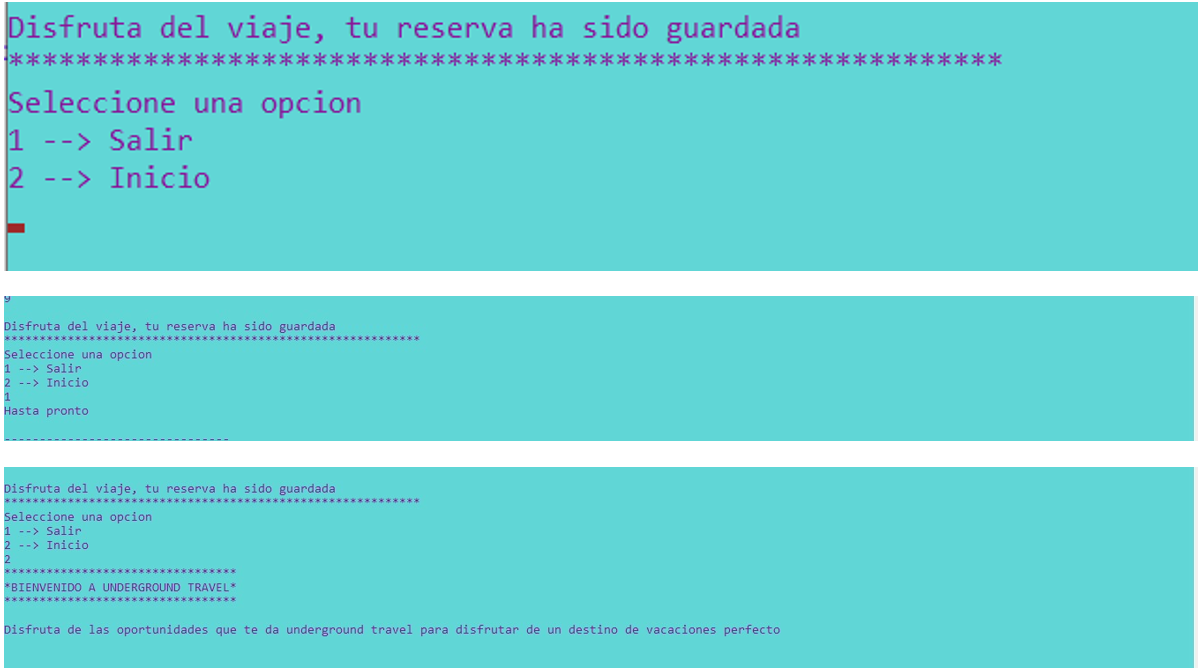 Disfruta del viaje, tu reserva ha sido guardada
***********************************************************
Seleccione una opcion
1 --> Salir
2 --> Inicio
9
Disfruta del viaje, tu reserva ha sido guardada
***********************************************************
Seleccione una opcion
1 --> Salir
2 --> Inicio
1
Hasta pronto
--------------------------------
Disfruta del viaje, tu reserva ha sido guardada
***********************************************************
Seleccione una opcion
1 --> Salir
2 --> Inicio
2
*********************************
*BIENVENIDO A UNDERGROUND TRAVEL*
*********************************
Disfruta de las oportunidades que te da underground travel para disfrutar de un destino de vacaciones perfecto